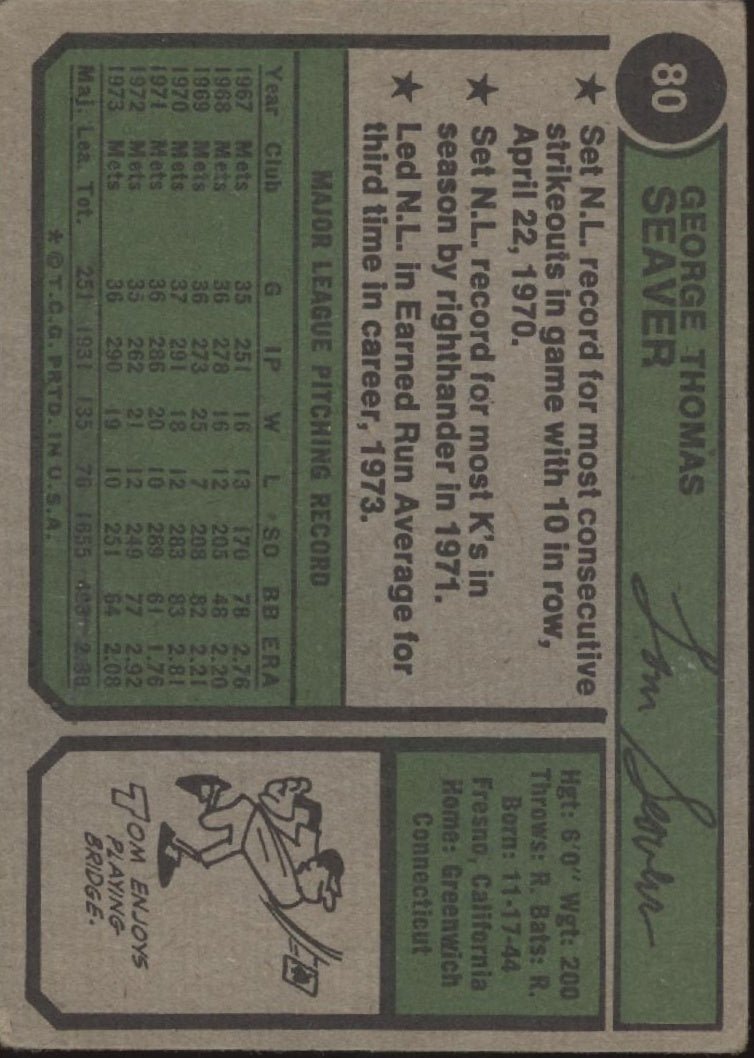 80
GEORGE THOMAS
SEAVER
Tom Seaver
★ Set N.L. record for most consecutive
strikeouts in game with 10 in row,
April 22, 1970.
★ Set N.L. record for most K's in
season by righthander in 1971.
★ Led N.L. in Earned Run Average for
third time in career, 1973.
MAJOR LEAGUE PITCHING RECORD
Year Club G IP W L SO BB ERA
1967 Mets 35 251 16 13 170 78 2.76
1968 Mets 36 278 16 12 205 48 2.20
1969 Mets 36 273 25 7 208 82 2.21
1970 Mets 37 291 18 12 283 83 2.81
1971 Mets 36 286 20 10 289 61 1.76
1972 Mets 35 262 21 12 249 77 2.92
1973 Mets 36 290 19 10 251 64 2.08
Maj. Lea. Tot. 251 1931 135 76 1655 2.38
* © T.C.G. PRTD. IN U.S.A.
Hgt: 6'0" Wgt: 200
Throws: R. Bats: R.
Born: 11-17-44
Fresno, California
Home: Greenwich
Connecticut
TOM ENJOYS
PLAYING
BRIDGE.